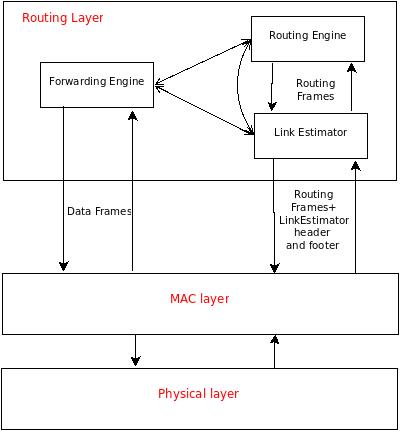 Routing Layer
Routing Engine
Forwarding Engine
Routing
Frames
Link Estimator
Data Frames
Routing
Frames+
LinkEstimator
header
and footer
MAC layer
Physical layer